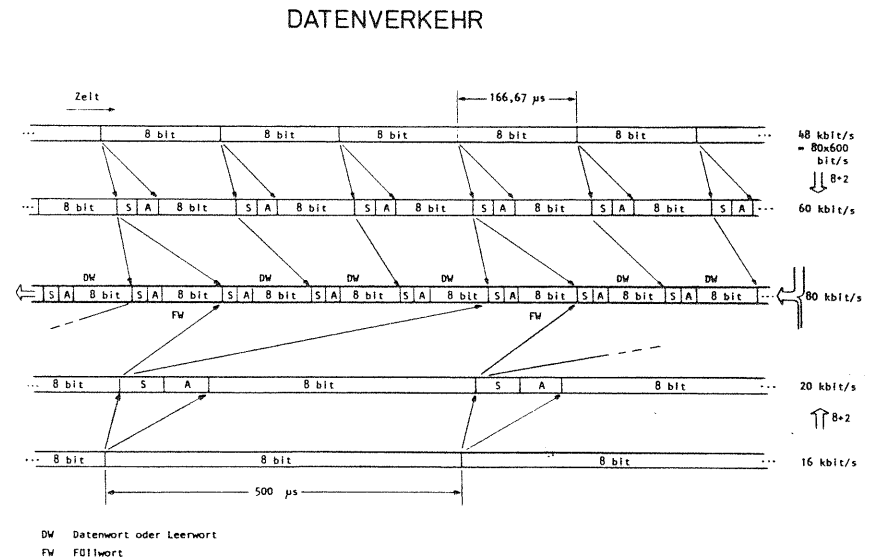 DATENVERKEHR
Zeit
166,67 µs
··· 8 bit 8 bit 8 bit 8 bit 8 bit ··· 48 kbit/s
= 80x600
bit/s
8+2
··· 8 bit S A 8 bit S A 8 bit S A 8 bit S A 8 bit S A 8 bit S A ··· 60 kbit/s
DW DW DW DW DW DW
S A 8 bit S A 8 bit S A 8 bit S A 8 bit S A 8 bit S A 8 bit S A 8 bit S A 8 bit ··· 80 kbit/s
FW FW
··· 8 bit S A 8 bit S A 8 bit ··· 20 kbit/s
8+2
··· 8 bit 8 bit 8 bit ··· 16 kbit/s
500 µs
DW Datenwort oder Leerwort
FW Füllwort